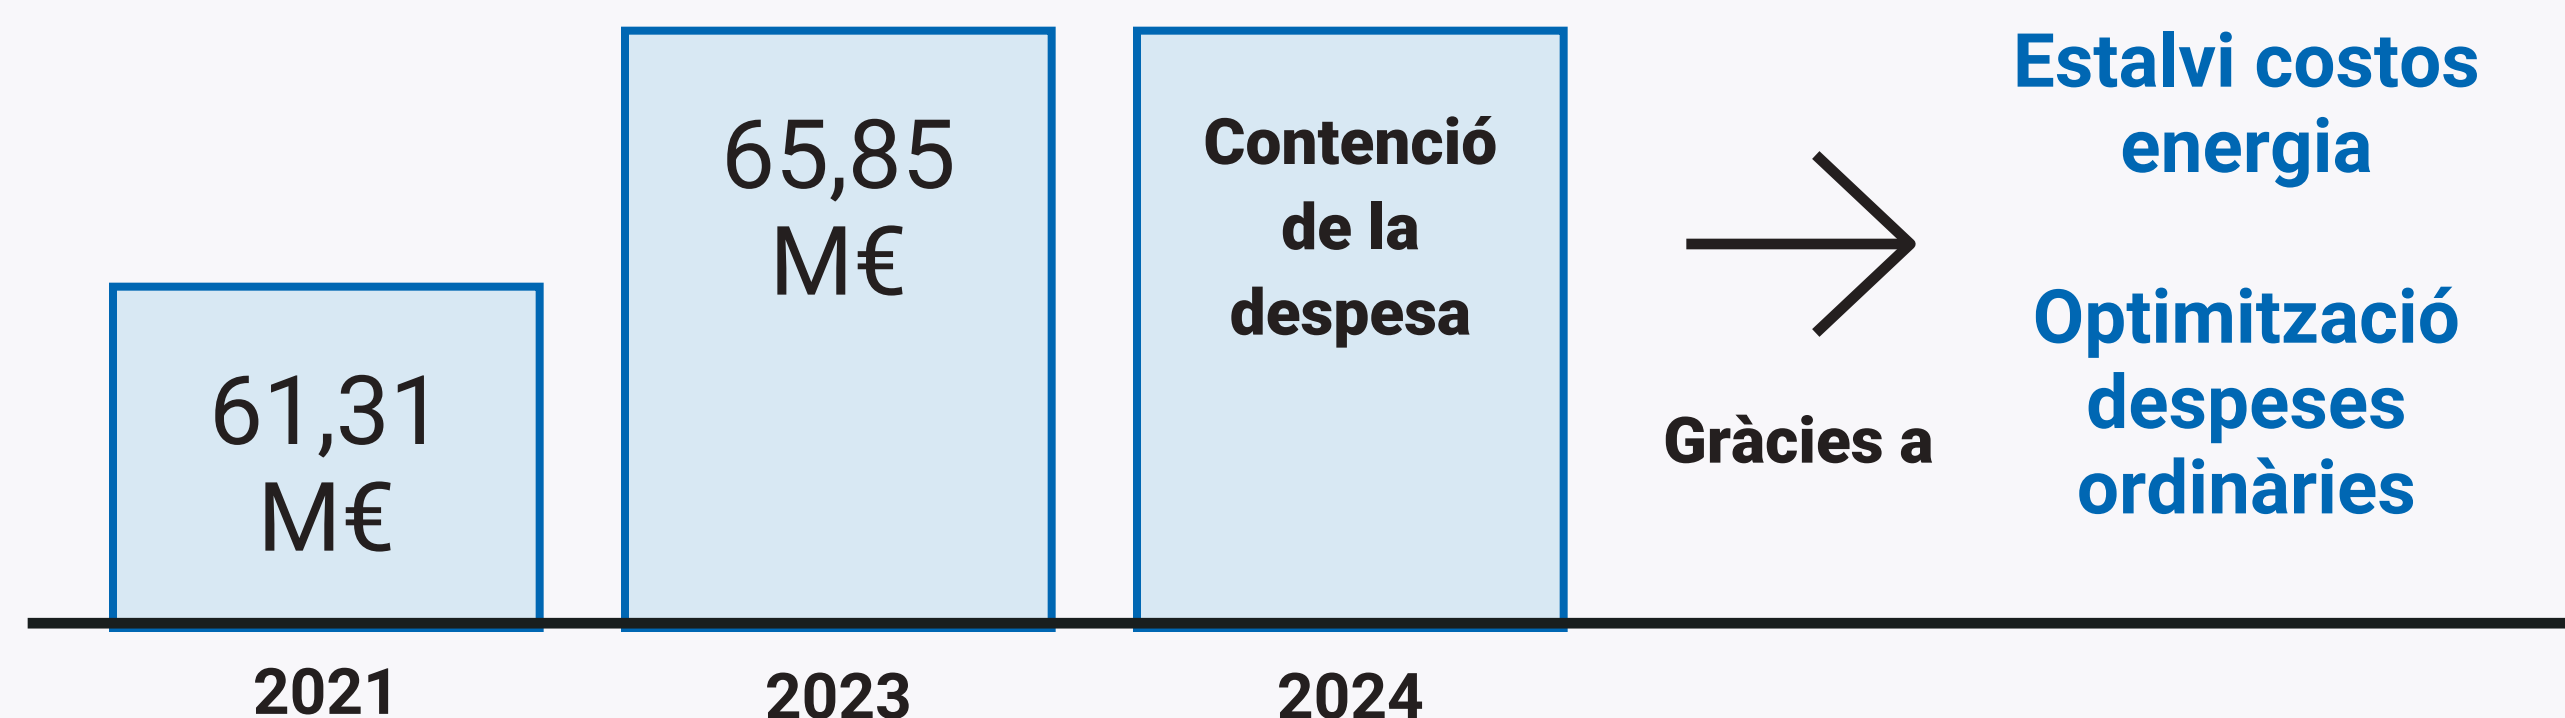 61,31
M€
2021
65,85
M€
2023
Contenció
de la
despesa
2024
Gràcies a
Estalvi costos
energia
Optimització
despeses
ordinàries